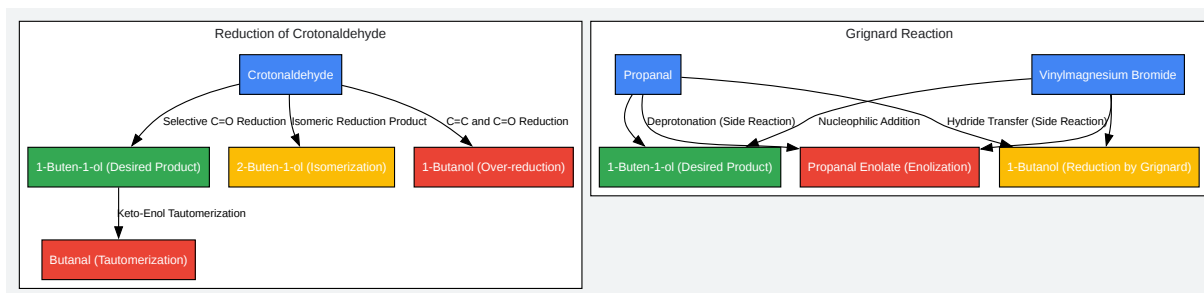 Reduction of Crotonaldehyde
Crotonaldehyde
Selective C=O Reduction
Isomeric Reduction Product
C=C and C=O Reduction
1-Buten-1-ol (Desired Product)
2-Buten-1-ol (Isomerization)
1-Butanol (Over-reduction)
Keto-Enol Tautomerization
Butanal (Tautomerization)
Grignard Reaction
Propanal
Vinylmagnesium Bromide
Deprotonation (Side Reaction)
Nucleophilic Addition
Hydride Transfer (Side Reaction)
1-Buten-1-ol (Desired Product)
Propanal Enolate (Enolization)
1-Butanol (Reduction by Grignard)